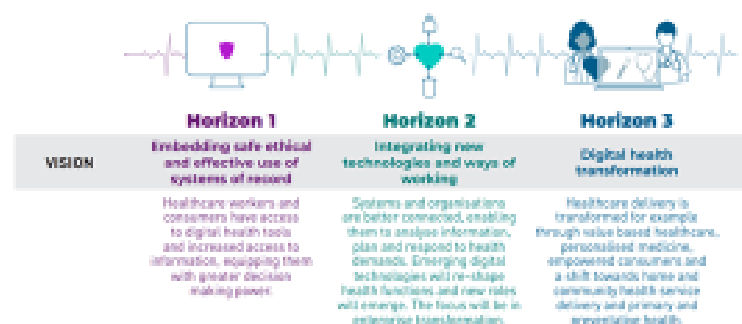 Horizon 1
Horizon 2
Horizon 3
VISION
Embedding safe ethical
and effective use of
systems of record
Integrating new
technologies and ways of
working
Digital health
transformation
Healthcare workers and
consumers have access
to digital health tools
and increased access to
information, equipping them
with greater decision
making power.
Systems and organisations
are better connected, enabling
them to analyse information,
plan and respond to health
demands. Emerging digital
technologies will re-shape
health functions and new roles
will emerge. The focus will be in
enterprise transformation.
Healthcare delivery is
transformed for example
through value based healthcare,
personalised medicine,
empowered consumers and
a shift towards home and
community health service
delivery and primary and
preventative health.